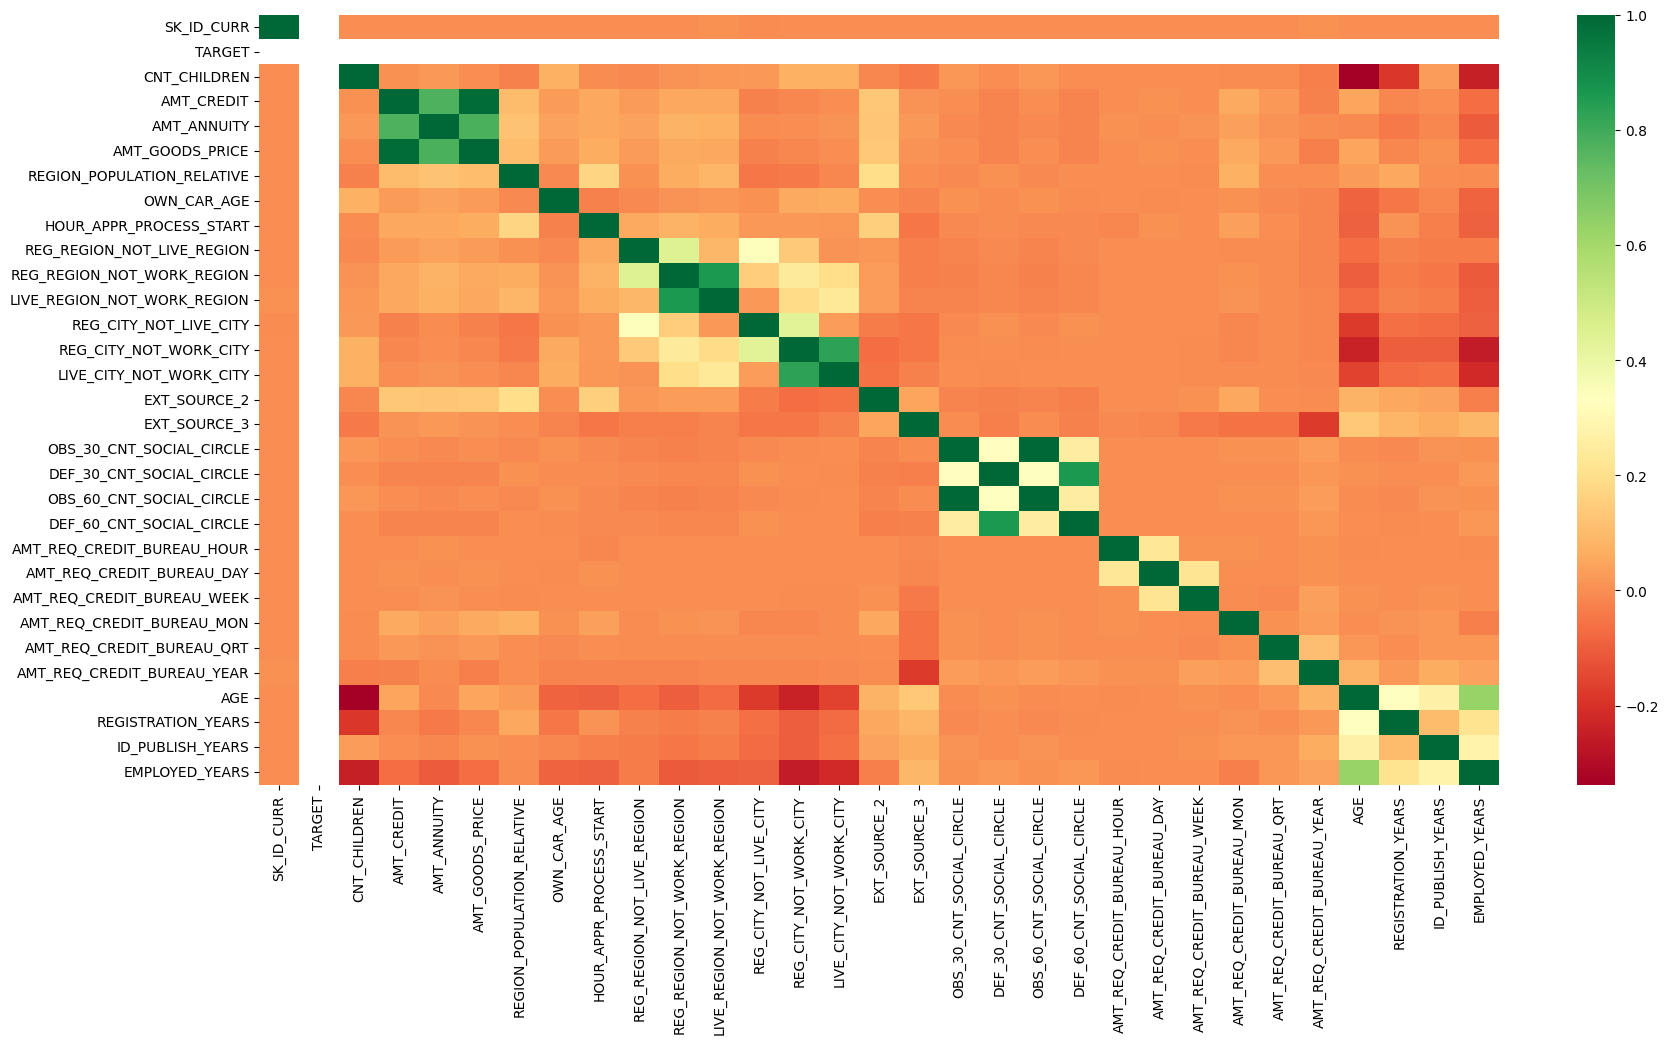 SK_ID_CURR
TARGET
CNT_CHILDREN
AMT_CREDIT
AMT_ANNUITY
AMT_GOODS_PRICE
REGION_POPULATION_RELATIVE
OWN_CAR_AGE
HOUR_APPR_PROCESS_START
REG_REGION_NOT_LIVE_REGION
REG_REGION_NOT_WORK_REGION
LIVE_REGION_NOT_WORK_REGION
REG_CITY_NOT_LIVE_CITY
REG_CITY_NOT_WORK_CITY
LIVE_CITY_NOT_WORK_CITY
EXT_SOURCE_2
EXT_SOURCE_3
OBS_30_CNT_SOCIAL_CIRCLE
DEF_30_CNT_SOCIAL_CIRCLE
OBS_60_CNT_SOCIAL_CIRCLE
DEF_60_CNT_SOCIAL_CIRCLE
AMT_REQ_CREDIT_BUREAU_HOUR
AMT_REQ_CREDIT_BUREAU_DAY
AMT_REQ_CREDIT_BUREAU_WEEK
AMT_REQ_CREDIT_BUREAU_MON
AMT_REQ_CREDIT_BUREAU_QRT
AMT_REQ_CREDIT_BUREAU_YEAR
AGE
REGISTRATION_YEARS
ID_PUBLISH_YEARS
EMPLOYED_YEARS
SK_ID_CURR
TARGET
CNT_CHILDREN
AMT_CREDIT
AMT_ANNUITY
AMT_GOODS_PRICE
REGION_POPULATION_RELATIVE
OWN_CAR_AGE
HOUR_APPR_PROCESS_START
REG_REGION_NOT_LIVE_REGION
REG_REGION_NOT_WORK_REGION
LIVE_REGION_NOT_WORK_REGION
REG_CITY_NOT_LIVE_CITY
REG_CITY_NOT_WORK_CITY
LIVE_CITY_NOT_WORK_CITY
EXT_SOURCE_2
EXT_SOURCE_3
OBS_30_CNT_SOCIAL_CIRCLE
DEF_30_CNT_SOCIAL_CIRCLE
OBS_60_CNT_SOCIAL_CIRCLE
DEF_60_CNT_SOCIAL_CIRCLE
AMT_REQ_CREDIT_BUREAU_HOUR
AMT_REQ_CREDIT_BUREAU_DAY
AMT_REQ_CREDIT_BUREAU_WEEK
AMT_REQ_CREDIT_BUREAU_MON
AMT_REQ_CREDIT_BUREAU_QRT
AMT_REQ_CREDIT_BUREAU_YEAR
AGE
REGISTRATION_YEARS
ID_PUBLISH_YEARS
EMPLOYED_YEARS
1.0
0.8
0.6
0.4
0.2
0.0
−0.2